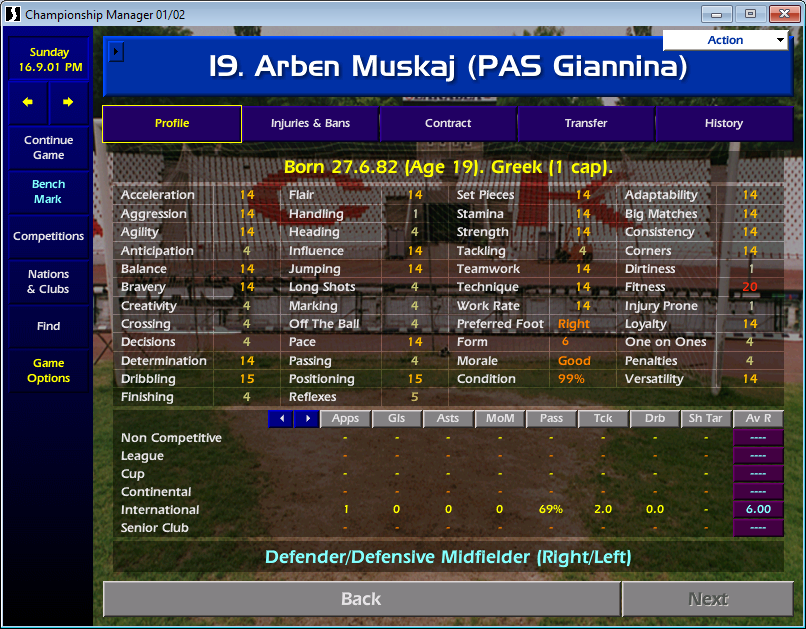 Championship Manager 01/02
Sunday
16.9.01 PM
Continue
Game
Bench
Mark
Competitions
Nations
& Clubs
Find
Game
Options
Action
19. Arben Muskaj (PAS Giannina)
Profile Injuries & Bans Contract Transfer History
Born 27.6.82 (Age 19). Greek (1 cap).
Acceleration 14 Flair 14 Set Pieces 14 Adaptability 14
Aggression 14 Handling 1 Stamina 14 Big Matches 14
Agility 14 Heading 4 Strength 14 Consistency 14
Anticipation 4 Influence 14 Tackling 4 Corners 14
Balance 14 Jumping 14 Teamwork 14 Dirtiness 1
Bravery 14 Long Shots 4 Technique 14 Fitness 20
Creativity 4 Marking 4 Work Rate 14 Injury Prone 1
Crossing 4 Off The Ball 4 Preferred Foot Right Loyalty 14
Decisions 4 Pace 14 Form 6 One on Ones 4
Determination 14 Passing 4 Morale Good Penalties 4
Dribbling 15 Positioning 15 Condition 99% Versatility 14
Finishing 4 Reflexes 5
Apps Gls Asts MoM Pass Tck Drb Sh Tar Av R
Non Competitive - - - - - - - - ----
League - - - - - - - - ----
Cup - - - - - - - - ----
Continental - - - - - - - - ----
International 1 0 0 0 69% 2.0 0.0 - 6.00
Senior Club - - - - - - - - ----
Defender/Defensive Midfielder (Right/Left)
Back Next